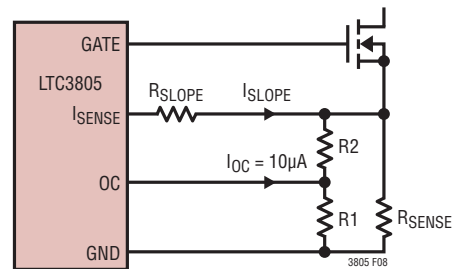 GATE
LTC3805
RSLOPE ISLOPE
ISENSE
R2
IOC = 10µA
OC
R1
RSENSE
GND
3805 F08